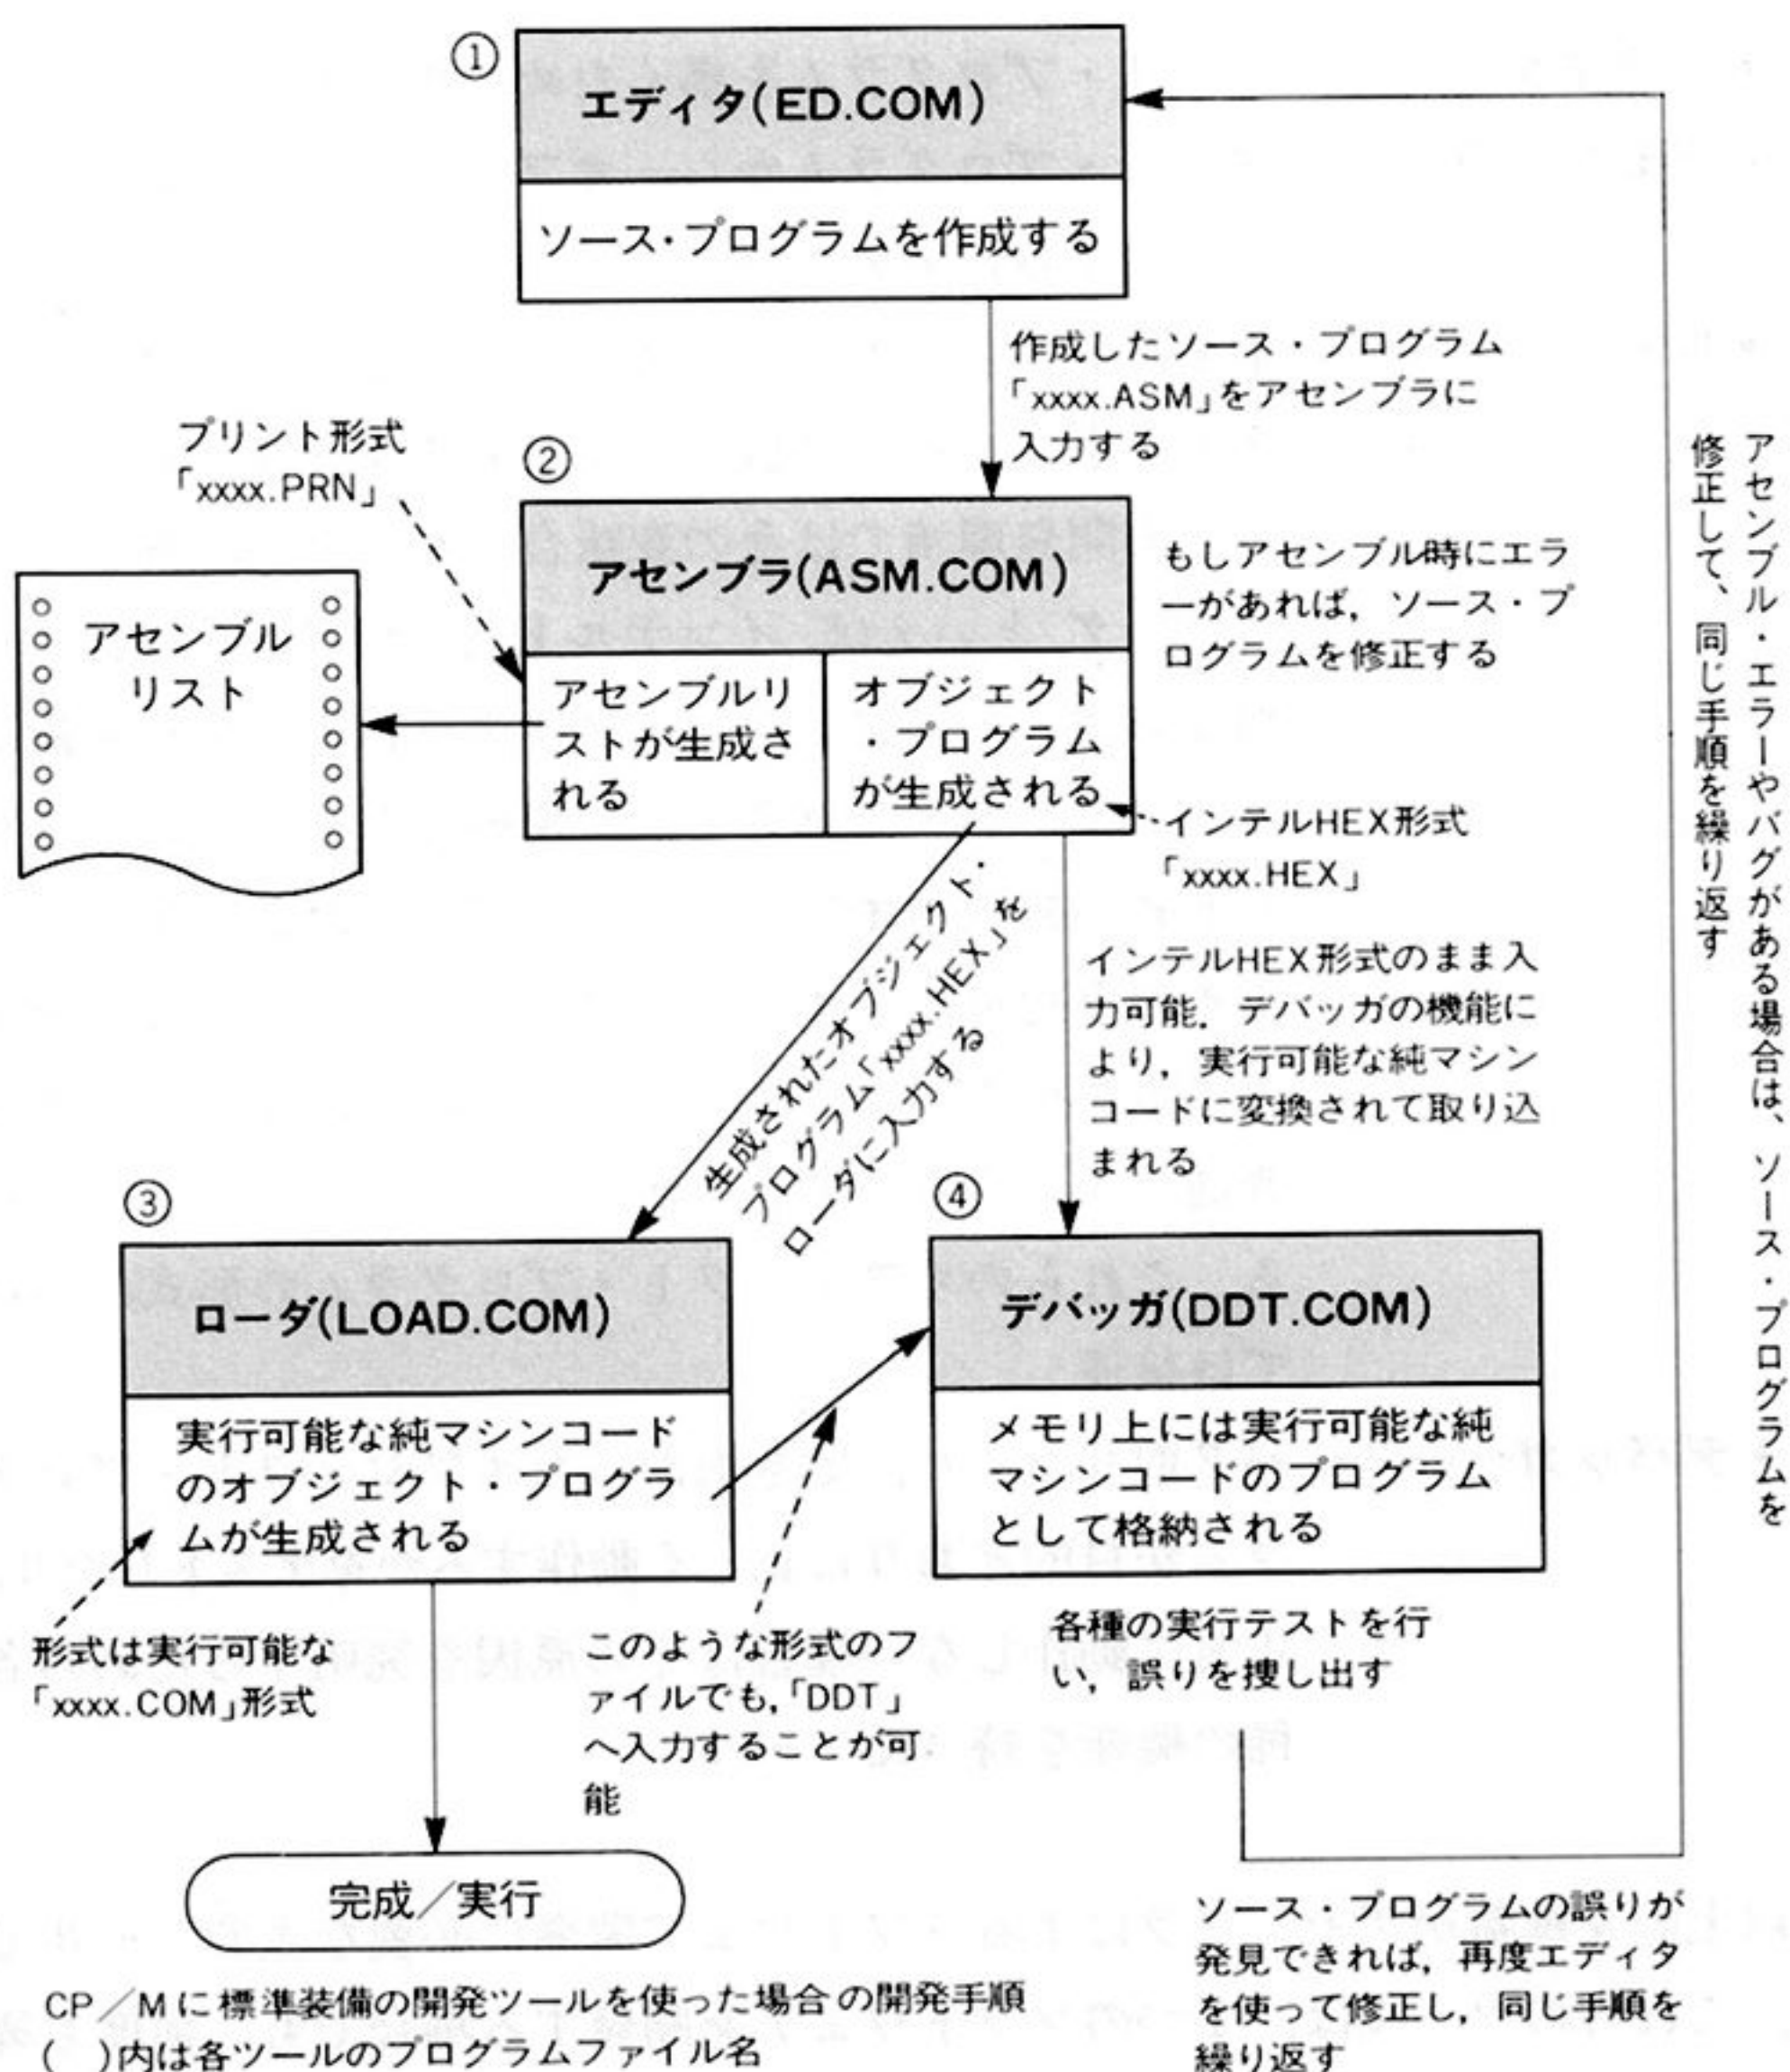 ①
エディタ(ED.COM)
ソース・プログラムを作成する
作成したソース・プログラム
「xxxx.ASM」をアセンブラに
入力する
プリント形式
「xxxx.PRN」
②
アセンブラ(ASM.COM)
アセンブルリ
ストが生成さ
れる
オブジェクト
・プログラム
が生成される
もしアセンブル時にエラ
ーがあれば，ソース・プ
ログラムを修正する
アセンブル
リスト
インテルHEX形式
「xxxx.HEX」
生成されたオブジェクト・
プログラム「xxxx.HEX」を
ローダに入力する
インテルHEX形式のまま入
力可能．デバッガの機能に
より，実行可能な純マシン
コードに変換されて取り込
まれる
③
ローダ(LOAD.COM)
実行可能な純マシンコード
のオブジェクト・プログラ
ムが生成される
④
デバッガ(DDT.COM)
メモリ上には実行可能な純
マシンコードのプログラム
として格納される
形式は実行可能な
「xxxx.COM」形式
このような形式のフ
ァイルでも，「DDT」
へ入力することが可
能
各種の実行テストを行
い，誤りを捜し出す
アセンブル・エラーやバグがある場合は、ソース・プログラムを
修正して、同じ手順を繰り返す
完成／実行
ソース・プログラムの誤りが
発見できれば，再度エディタ
を使って修正し，同じ手順を
繰り返す
CP／Mに標準装備の開発ツールを使った場合の開発手順
(　)内は各ツールのプログラムファイル名